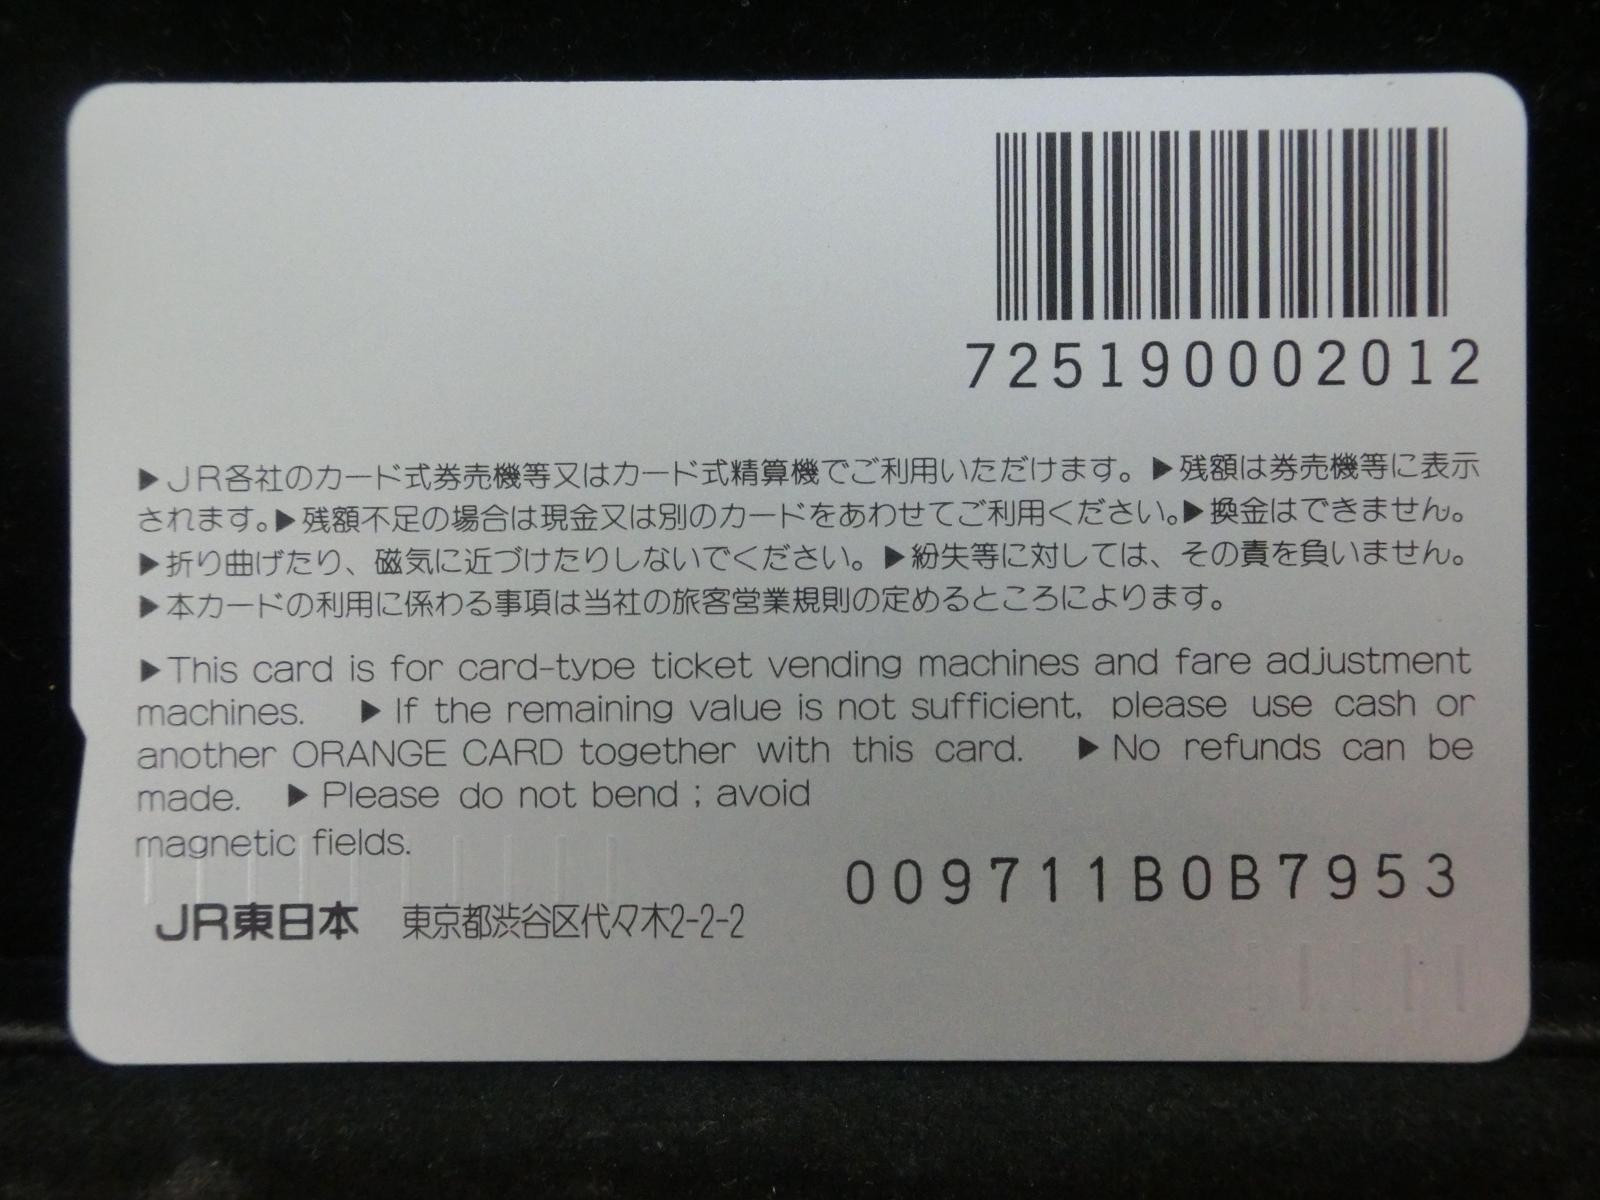 725190002012
▶JR各社のカード式券売機等又はカード式精算機でご利用いただけます。▶残額は券売機等に表示
されます。▶残額不足の場合は現金又は別のカードをあわせてご利用ください。▶換金はできません。
▶折り曲げたり、磁気に近づけたりしないでください。▶紛失等に対しては、その責を負いません。
▶本カードの利用に係わる事項は当社の旅客営業規則の定めるところによります。
▶This card is for card-type ticket vending machines and fare adjustment
machines. ▶If the remaining value is not sufficient, please use cash or
another ORANGE CARD together with this card. ▶No refunds can be
made. ▶Please do not bend ; avoid
magnetic fields.
009711B0B7953
JR東日本 東京都渋谷区代々木2-2-2